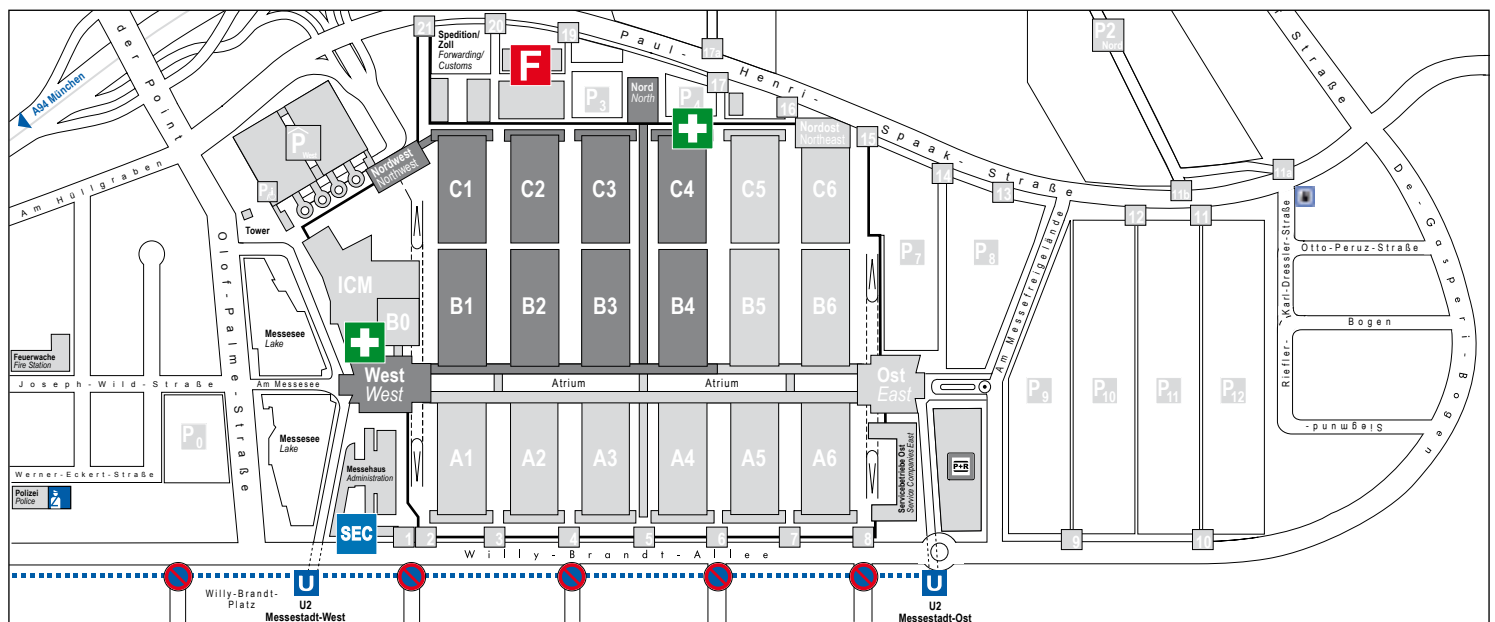 21
20
19
17a
17
16
15
14
13
12
11
11b
11a
Spedition/
Zoll
Forwarding/
Customs
F
Paul-Henri-Spaak-Straße
P2
Nord
Straße
De-Gasperi-Bogen
der Point
A94 München
Am Hüllgraben
P
West
Nordwest
Northwest
Nord
North
P3
P4
Nordost
Northeast
Tower
Olof-Palme-Straße
C1
C2
C3
C4
C5
C6
ICM
B0
B1
B2
B3
B4
B5
B6
P7
P8
Am Messefreigelände
Karl-Dressler-Straße
Otto-Peruz-Straße
Riefler-
Bogen
Siegmund-
Messesee
Lake
Feuerwache
Fire Station
Joseph-Wild-Straße
Am Messesee
West
West
Atrium
Atrium
Ost
East
P9
P10
P11
P12
P0
Messesee
Lake
Werner-Eckert-Straße
Polizei
Police
Messehaus
Administration
A1
A2
A3
A4
A5
A6
Servicebetriebe Ost
Service Companies East
P+R
SEC
1
2
3
4
5
6
7
8
9
10
Willy-Brandt-Allee
Willy-Brandt-
Platz
U
U2
Messestadt-West
U
U2
Messestadt-Ost